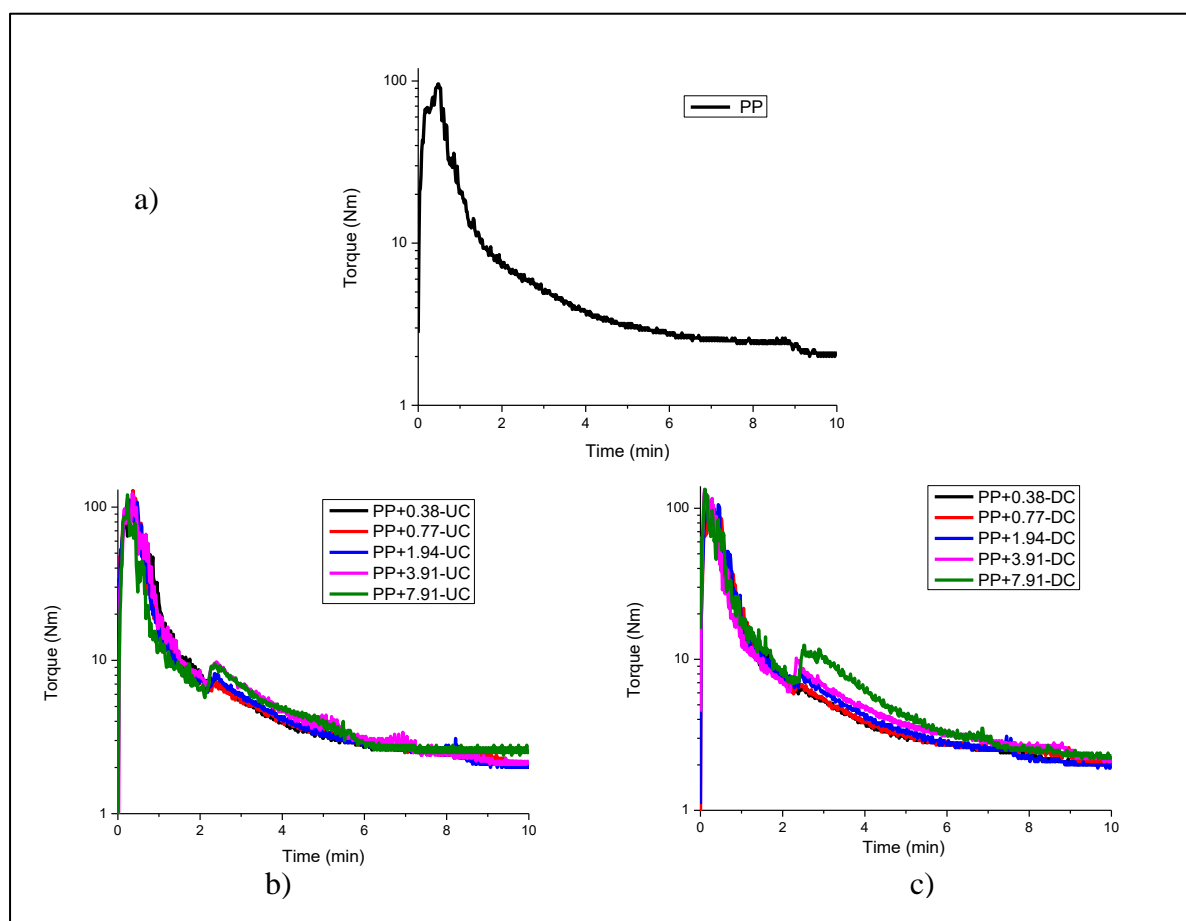 100
10
1
Torque (Nm)
0 2 4 6 8 10
Time (min)
PP
a)
100
10
1
Torque (Nm)
0 2 4 6 8 10
Time (min)
PP+0.38-UC
PP+0.77-UC
PP+1.94-UC
PP+3.91-UC
PP+7.91-UC
b)
100
10
1
Torque (Nm)
0 2 4 6 8 10
Time (min)
PP+0.38-DC
PP+0.77-DC
PP+1.94-DC
PP+3.91-DC
PP+7.91-DC
c)